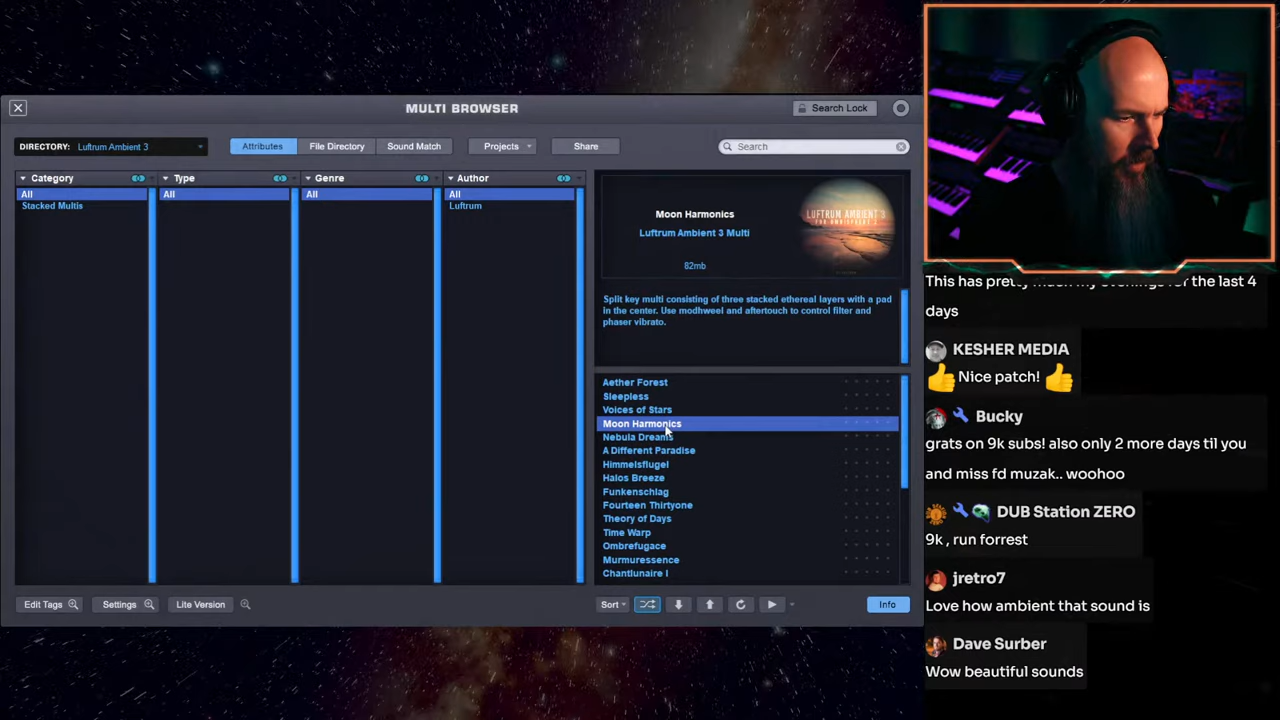 MULTI BROWSER
Search Lock
DIRECTORY: Luftrum Ambient 3
Attributes
File Directory
Sound Match
Projects
Share
Search
Category
Type
Genre
Author
All
All
All
All
Stacked Multis
Luftrum
Moon Harmonics
Luftrum Ambient 3 Multi
82mb
LUFTRUM AMBIENT 3
Split key multi consisting of three stacked ethereal layers with a pad
in the center. Use modhweel and aftertouch to control filter and
phaser vibrato.
Aether Forest
Sleepless
Voices of Stars
Moon Harmonics
Nebula Dreams
A Different Paradise
Himmelsflugel
Halos Breeze
Funkenschlag
Fourteen Thirtyone
Theory of Days
Time Warp
Ombrefugace
Murmuressence
Chantlunaire I
Edit Tags
Settings
Lite Version
Sort
Info
This has pretty much my evenings for the last 4
days
KESHER MEDIA
👍 Nice patch! 👍
Bucky
grats on 9k subs! also only 2 more days til you
and miss fd muzak.. woohoo
DUB Station ZERO
9k , run forrest
jretro7
Love how ambient that sound is
Dave Surber
Wow beautiful sounds